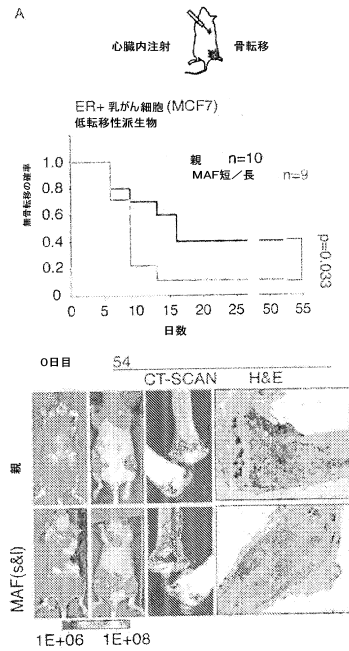 A
心臓内注射 骨転移
ER+ 乳がん細胞 (MCF7)
低転移性派生物
親 n=10
MAF短/長 n=9
無骨転移の確率
1.0
0.8
0.6
0.4
0.2
0
0 5 10 15 20 25 50 55
日数
p=0.033
0日目 54
CT-SCAN H&E
親
MAF(s&l)
1E+06 1E+08